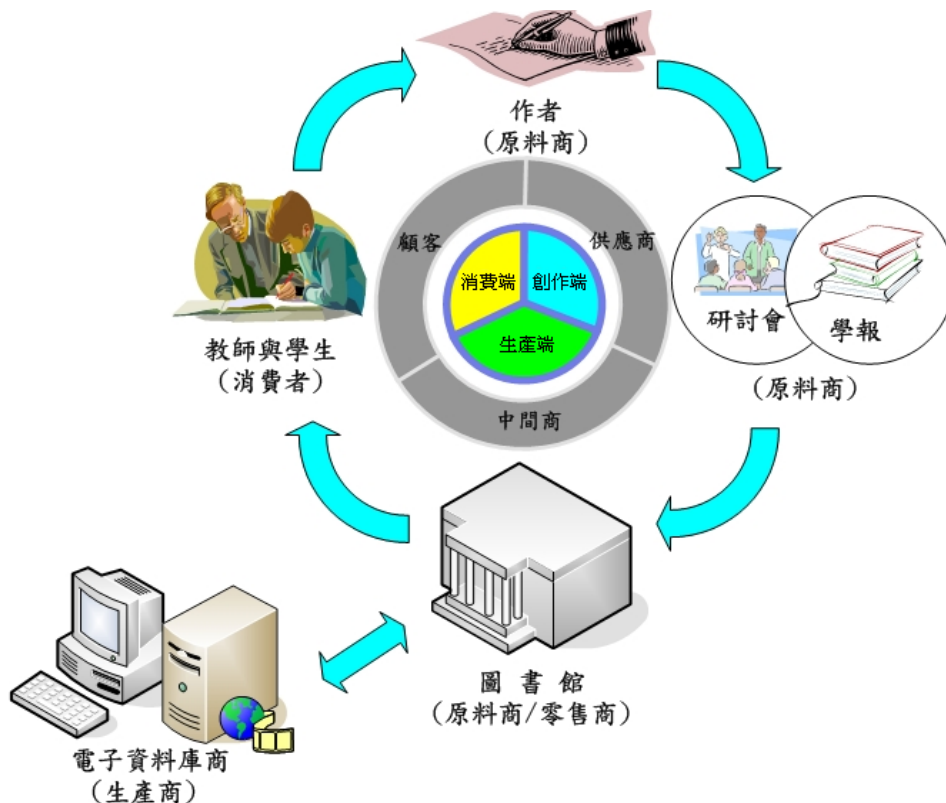 作者
(原料商)
顧客
供應商
消費端
創作端
生產端
中間商
研討會
學報
(原料商)
教師與學生
(消費者)
圖書館
(原料商/零售商)
電子資料庫商
(生產商)